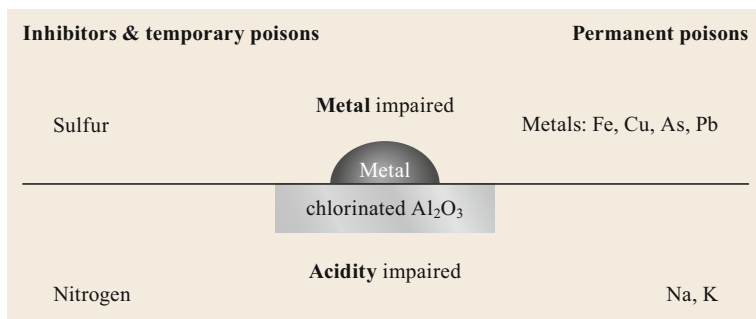 Inhibitors & temporary poisons
Permanent poisons
Metal impaired
Sulfur
Metals: Fe, Cu, As, Pb
Metal
chlorinated Al₂O₃
Acidity impaired
Nitrogen
Na, K